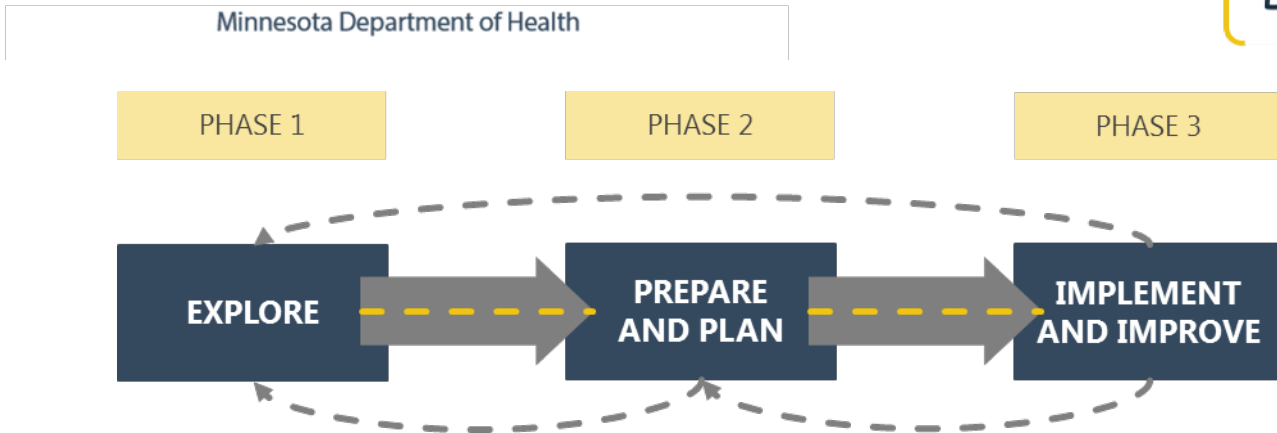 Minnesota Department of Health
PHASE 1
PHASE 2
PHASE 3
EXPLORE
PREPARE
AND PLAN
IMPLEMENT
AND IMPROVE